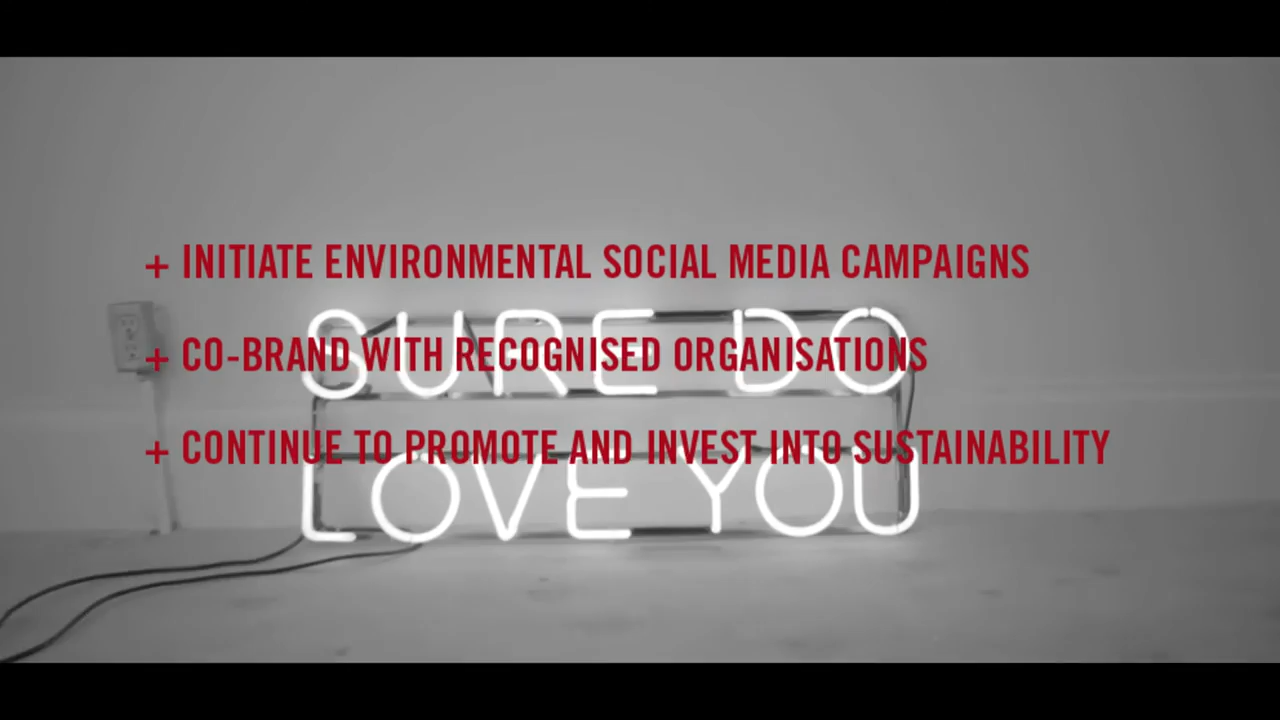 + INITIATE ENVIRONMENTAL SOCIAL MEDIA CAMPAIGNS
SURE DO
+ CO-BRAND WITH RECOGNISED ORGANISATIONS
+ CONTINUE TO PROMOTE AND INVEST INTO SUSTAINABILITY
LOVE YOU